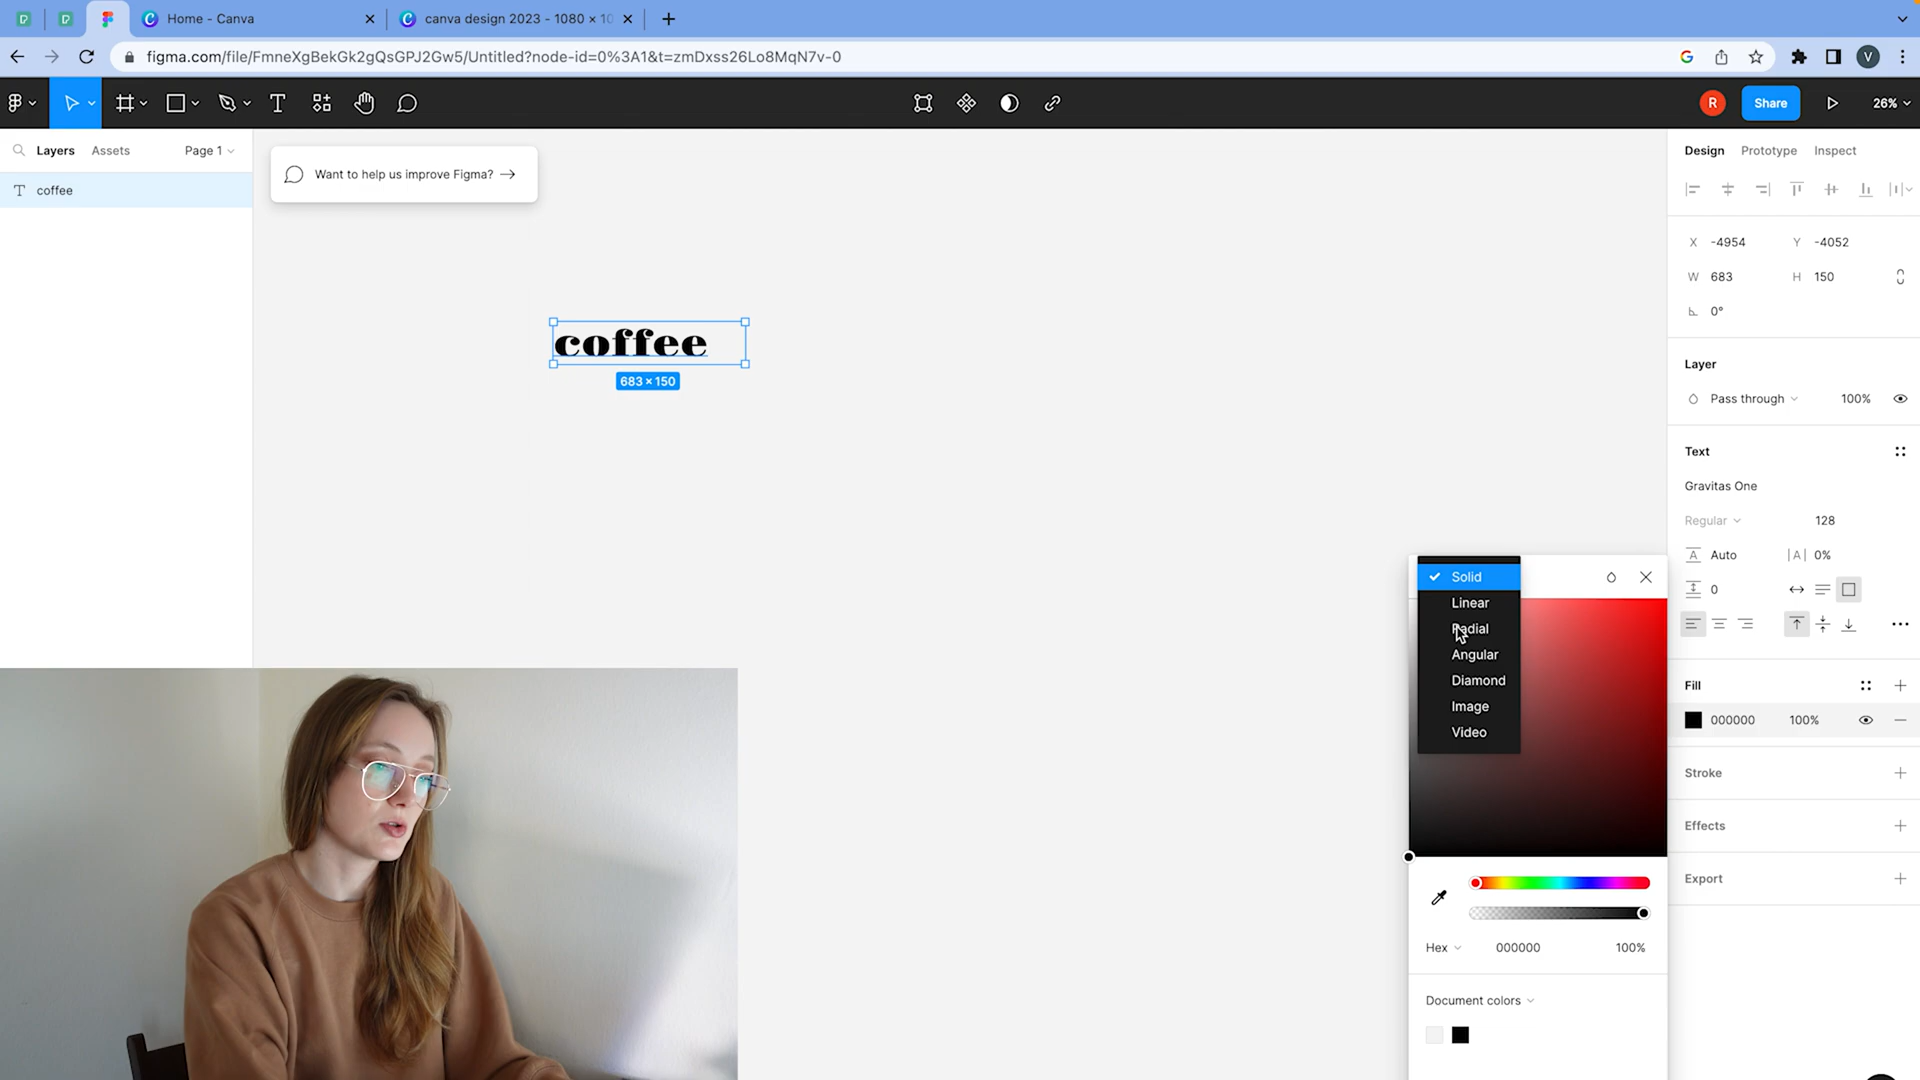 Home - Canva
canva design 2023 - 1080 × 10
figma.com/file/FmneXgBekGk2gQsGPJ2Gw5/Untitled?node-id=0%3A1&t=zmDxss26Lo8MqN7v-0
V
R
Share
26%
Layers
Assets
Page 1
coffee
Want to help us improve Figma?
coffee
683 × 150
Design
Prototype
Inspect
X -4954
Y -4052
W 683
H 150
0°
Layer
Pass through
100%
Text
Gravitas One
Regular
128
A Auto
|A| 0%
0
Fill
000000
100%
Stroke
Effects
Export
Solid
Linear
Radial
Angular
Diamond
Image
Video
Hex
000000
100%
Document colors